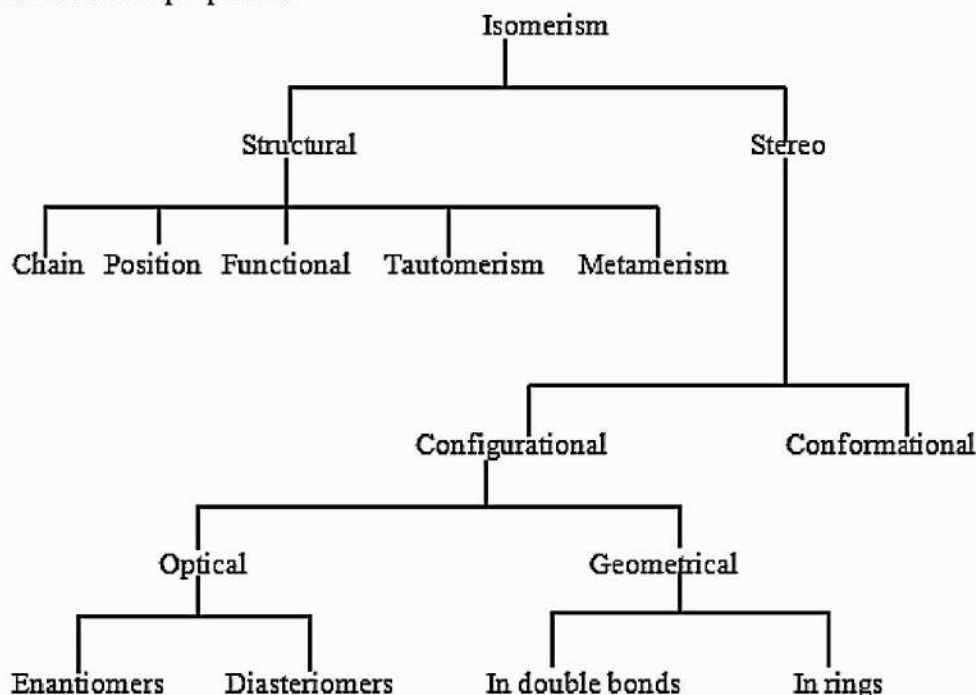 Isomerism
Structural Stereo
Chain Position Functional Tautomerism Metamerism
Configurational Conformational
Optical Geometrical
Enantiomers Diasteriomers In double bonds In rings